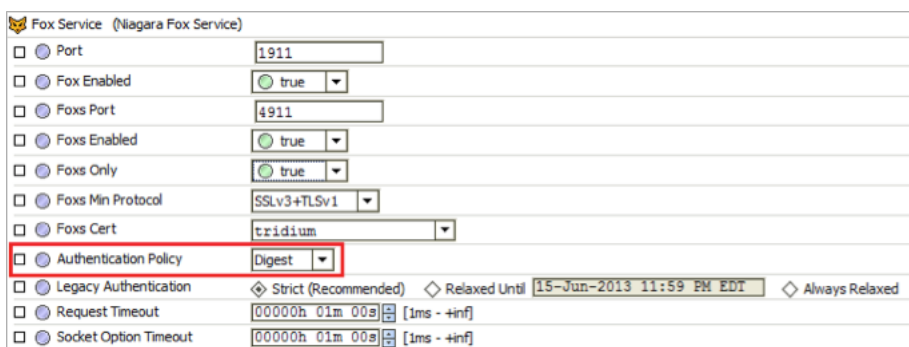 Fox Service (Niagara Fox Service)
Port 1911
Fox Enabled true
Foxs Port 4911
Foxs Enabled true
Foxs Only true
Foxs Min Protocol SSLv3+TLSv1
Foxs Cert tridium
Authentication Policy Digest
Legacy Authentication Strict (Recommended) Relaxed Until 15-Jun-2013 11:59 PM EDT Always Relaxed
Request Timeout 00000h 01m 00s [1ms - +inf]
Socket Option Timeout 00000h 01m 00s [1ms - +inf]